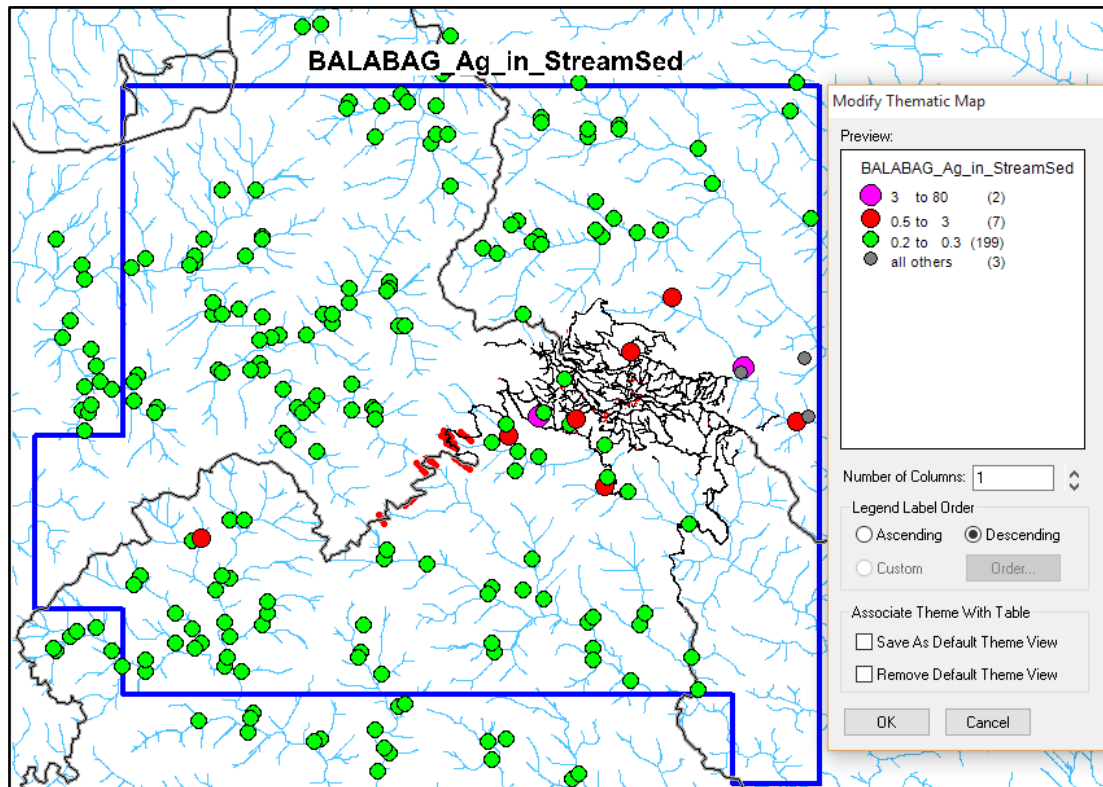 BALABAG_Ag_in_StreamSed
Modify Thematic Map
Preview:
BALABAG_Ag_in_StreamSed
3 to 80 (2)
0.5 to 3 (7)
0.2 to 0.3 (199)
all others (3)
Number of Columns: 1
Legend Label Order
Ascending Descending
Custom Order...
Associate Theme With Table
Save As Default Theme View
Remove Default Theme View
OK Cancel